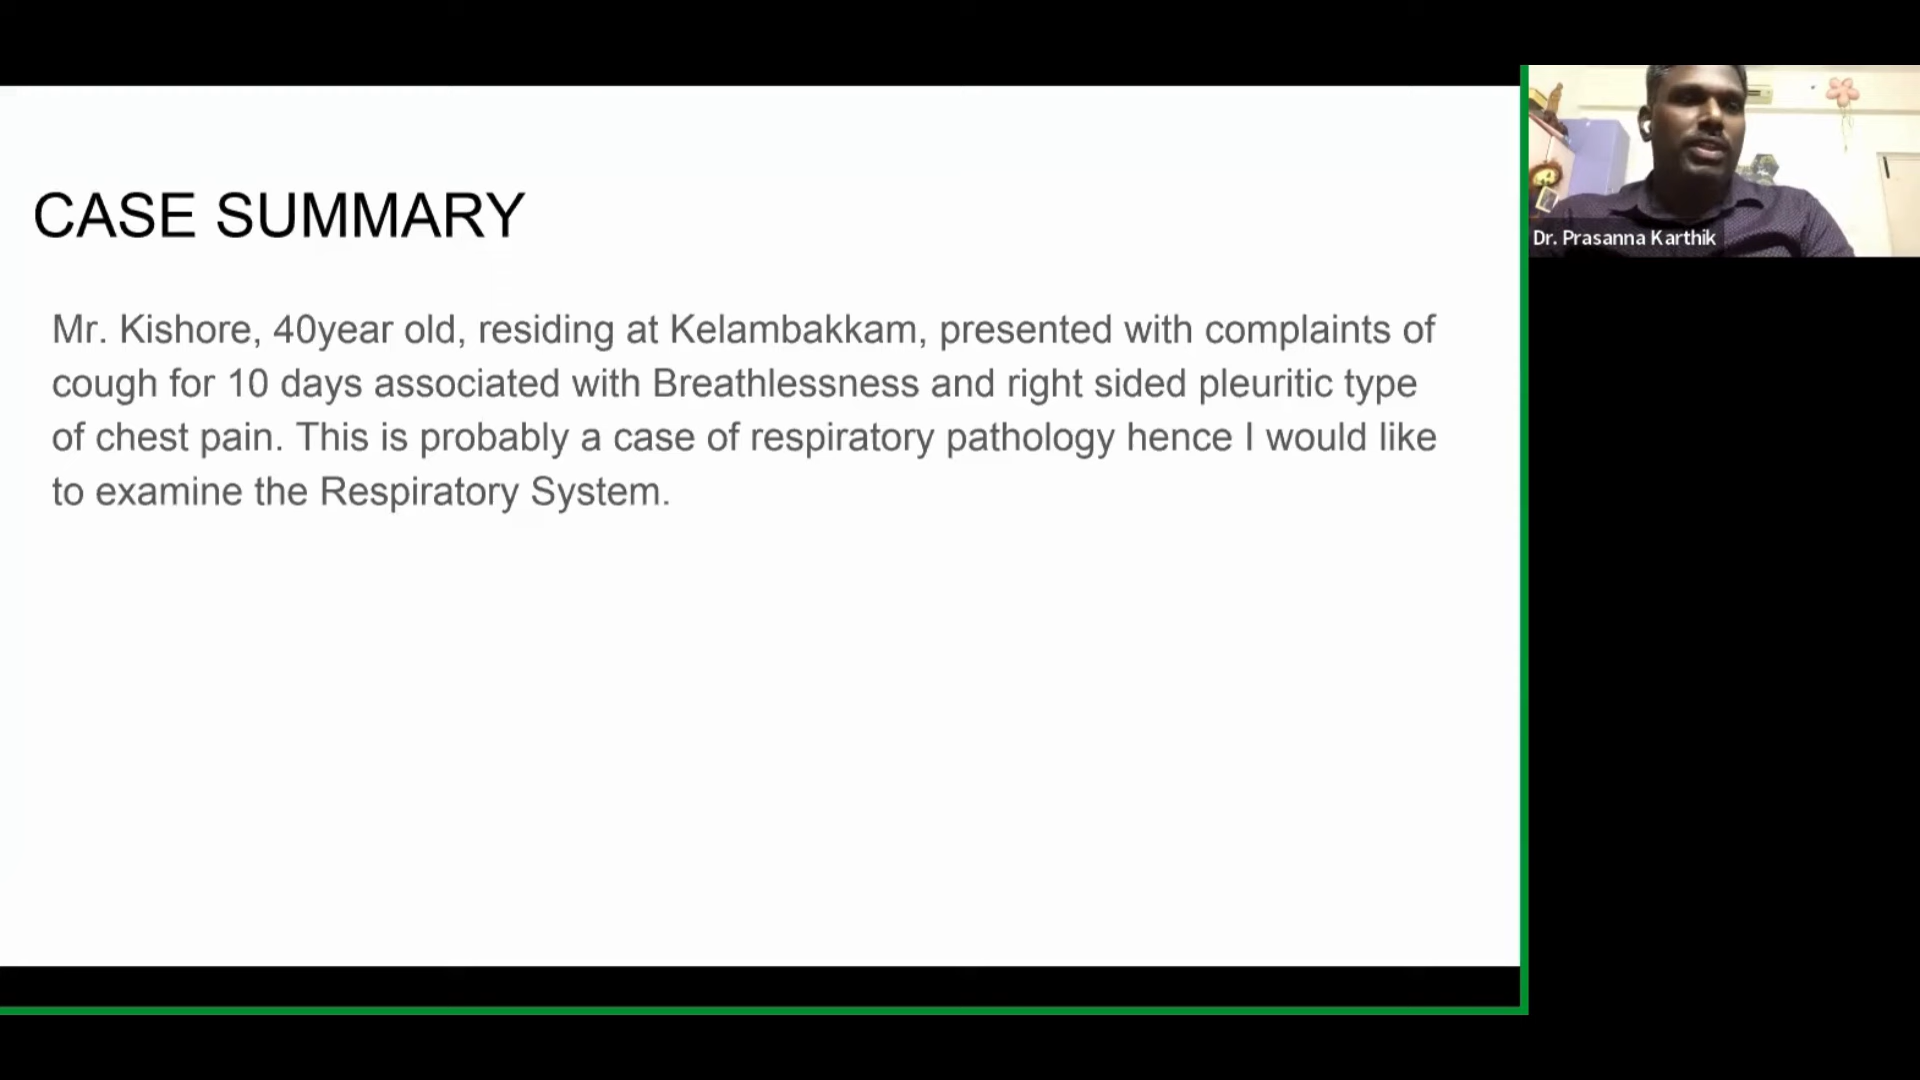 CASE SUMMARY
Mr. Kishore, 40year old, residing at Kelambakkam, presented with complaints of
cough for 10 days associated with Breathlessness and right sided pleuritic type
of chest pain. This is probably a case of respiratory pathology hence I would like
to examine the Respiratory System.
Dr. Prasanna Karthik